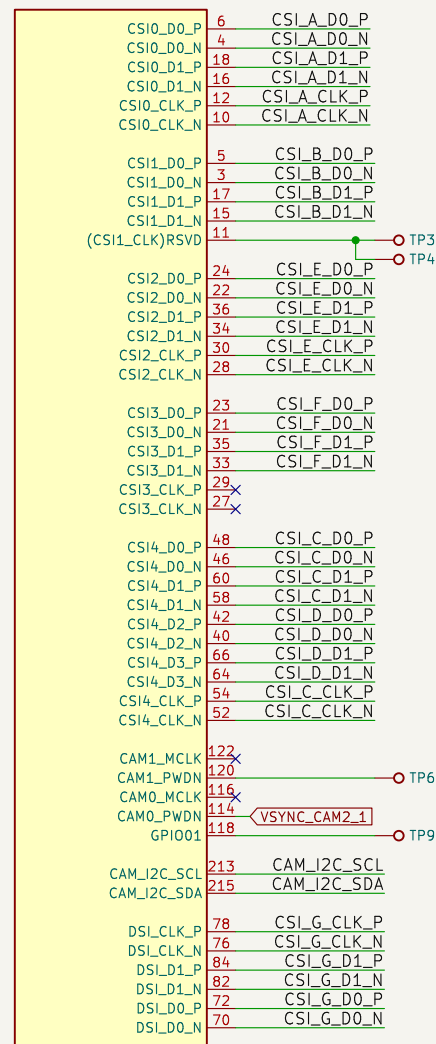 CSI0_D0_P 6 CSI_A_D0_P
CSI0_D0_N 4 CSI_A_D0_N
CSI0_D1_P 18 CSI_A_D1_P
CSI0_D1_N 16 CSI_A_D1_N
CSI0_CLK_P 12 CSI_A_CLK_P
CSI0_CLK_N 10 CSI_A_CLK_N
CSI1_D0_P 5 CSI_B_D0_P
CSI1_D0_N 3 CSI_B_D0_N
CSI1_D1_P 17 CSI_B_D1_P
CSI1_D1_N 15 CSI_B_D1_N
(CSI1_CLK)RSVD 11 TP3
TP4
CSI2_D0_P 24 CSI_E_D0_P
CSI2_D0_N 22 CSI_E_D0_N
CSI2_D1_P 36 CSI_E_D1_P
CSI2_D1_N 34 CSI_E_D1_N
CSI2_CLK_P 30 CSI_E_CLK_P
CSI2_CLK_N 28 CSI_E_CLK_N
CSI3_D0_P 23 CSI_F_D0_P
CSI3_D0_N 21 CSI_F_D0_N
CSI3_D1_P 35 CSI_F_D1_P
CSI3_D1_N 33 CSI_F_D1_N
CSI3_CLK_P 29
CSI3_CLK_N 27
CSI4_D0_P 48 CSI_C_D0_P
CSI4_D0_N 46 CSI_C_D0_N
CSI4_D1_P 60 CSI_C_D1_P
CSI4_D1_N 58 CSI_C_D1_N
CSI4_D2_P 42 CSI_D_D0_P
CSI4_D2_N 40 CSI_D_D0_N
CSI4_D3_P 66 CSI_D_D1_P
CSI4_D3_N 64 CSI_D_D1_N
CSI4_CLK_P 54 CSI_C_CLK_P
CSI4_CLK_N 52 CSI_C_CLK_N
CAM1_MCLK 122
CAM1_PWDN 120 TP6
CAM0_MCLK 116
CAM0_PWDN 114 VSYNC_CAM2_1
GPIO01 118 TP9
CAM_I2C_SCL 213 CAM_I2C_SCL
CAM_I2C_SDA 215 CAM_I2C_SDA
DSI_CLK_P 78 CSI_G_CLK_P
DSI_CLK_N 76 CSI_G_CLK_N
DSI_D1_P 84 CSI_G_D1_P
DSI_D1_N 82 CSI_G_D1_N
DSI_D0_P 72 CSI_G_D0_P
DSI_D0_N 70 CSI_G_D0_N